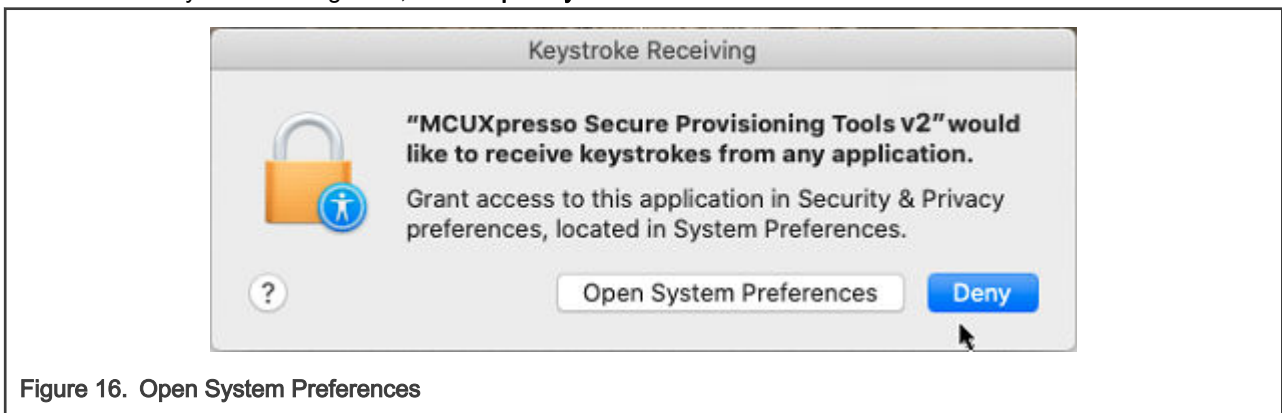 Keystroke Receiving
"MCUXpresso Secure Provisioning Tools v2" would
like to receive keystrokes from any application.
Grant access to this application in Security & Privacy
preferences, located in System Preferences.
?
Open System Preferences
Deny
Figure 16. Open System Preferences